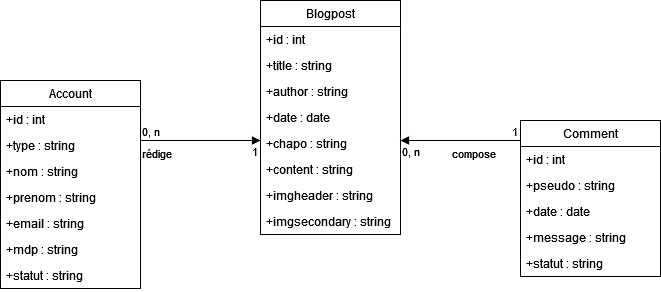 Blogpost
+id : int
+title : string
+author : string
+date : date
+chapo : string
+content : string
+imgheader : string
+imgsecondary : string
Account
+id : int
+type : string
+nom : string
+prenom : string
+email : string
+mdp : string
+statut : string
0, n
rédige
1
1
0, n
compose
Comment
+id : int
+pseudo : string
+date : date
+message : string
+statut : string